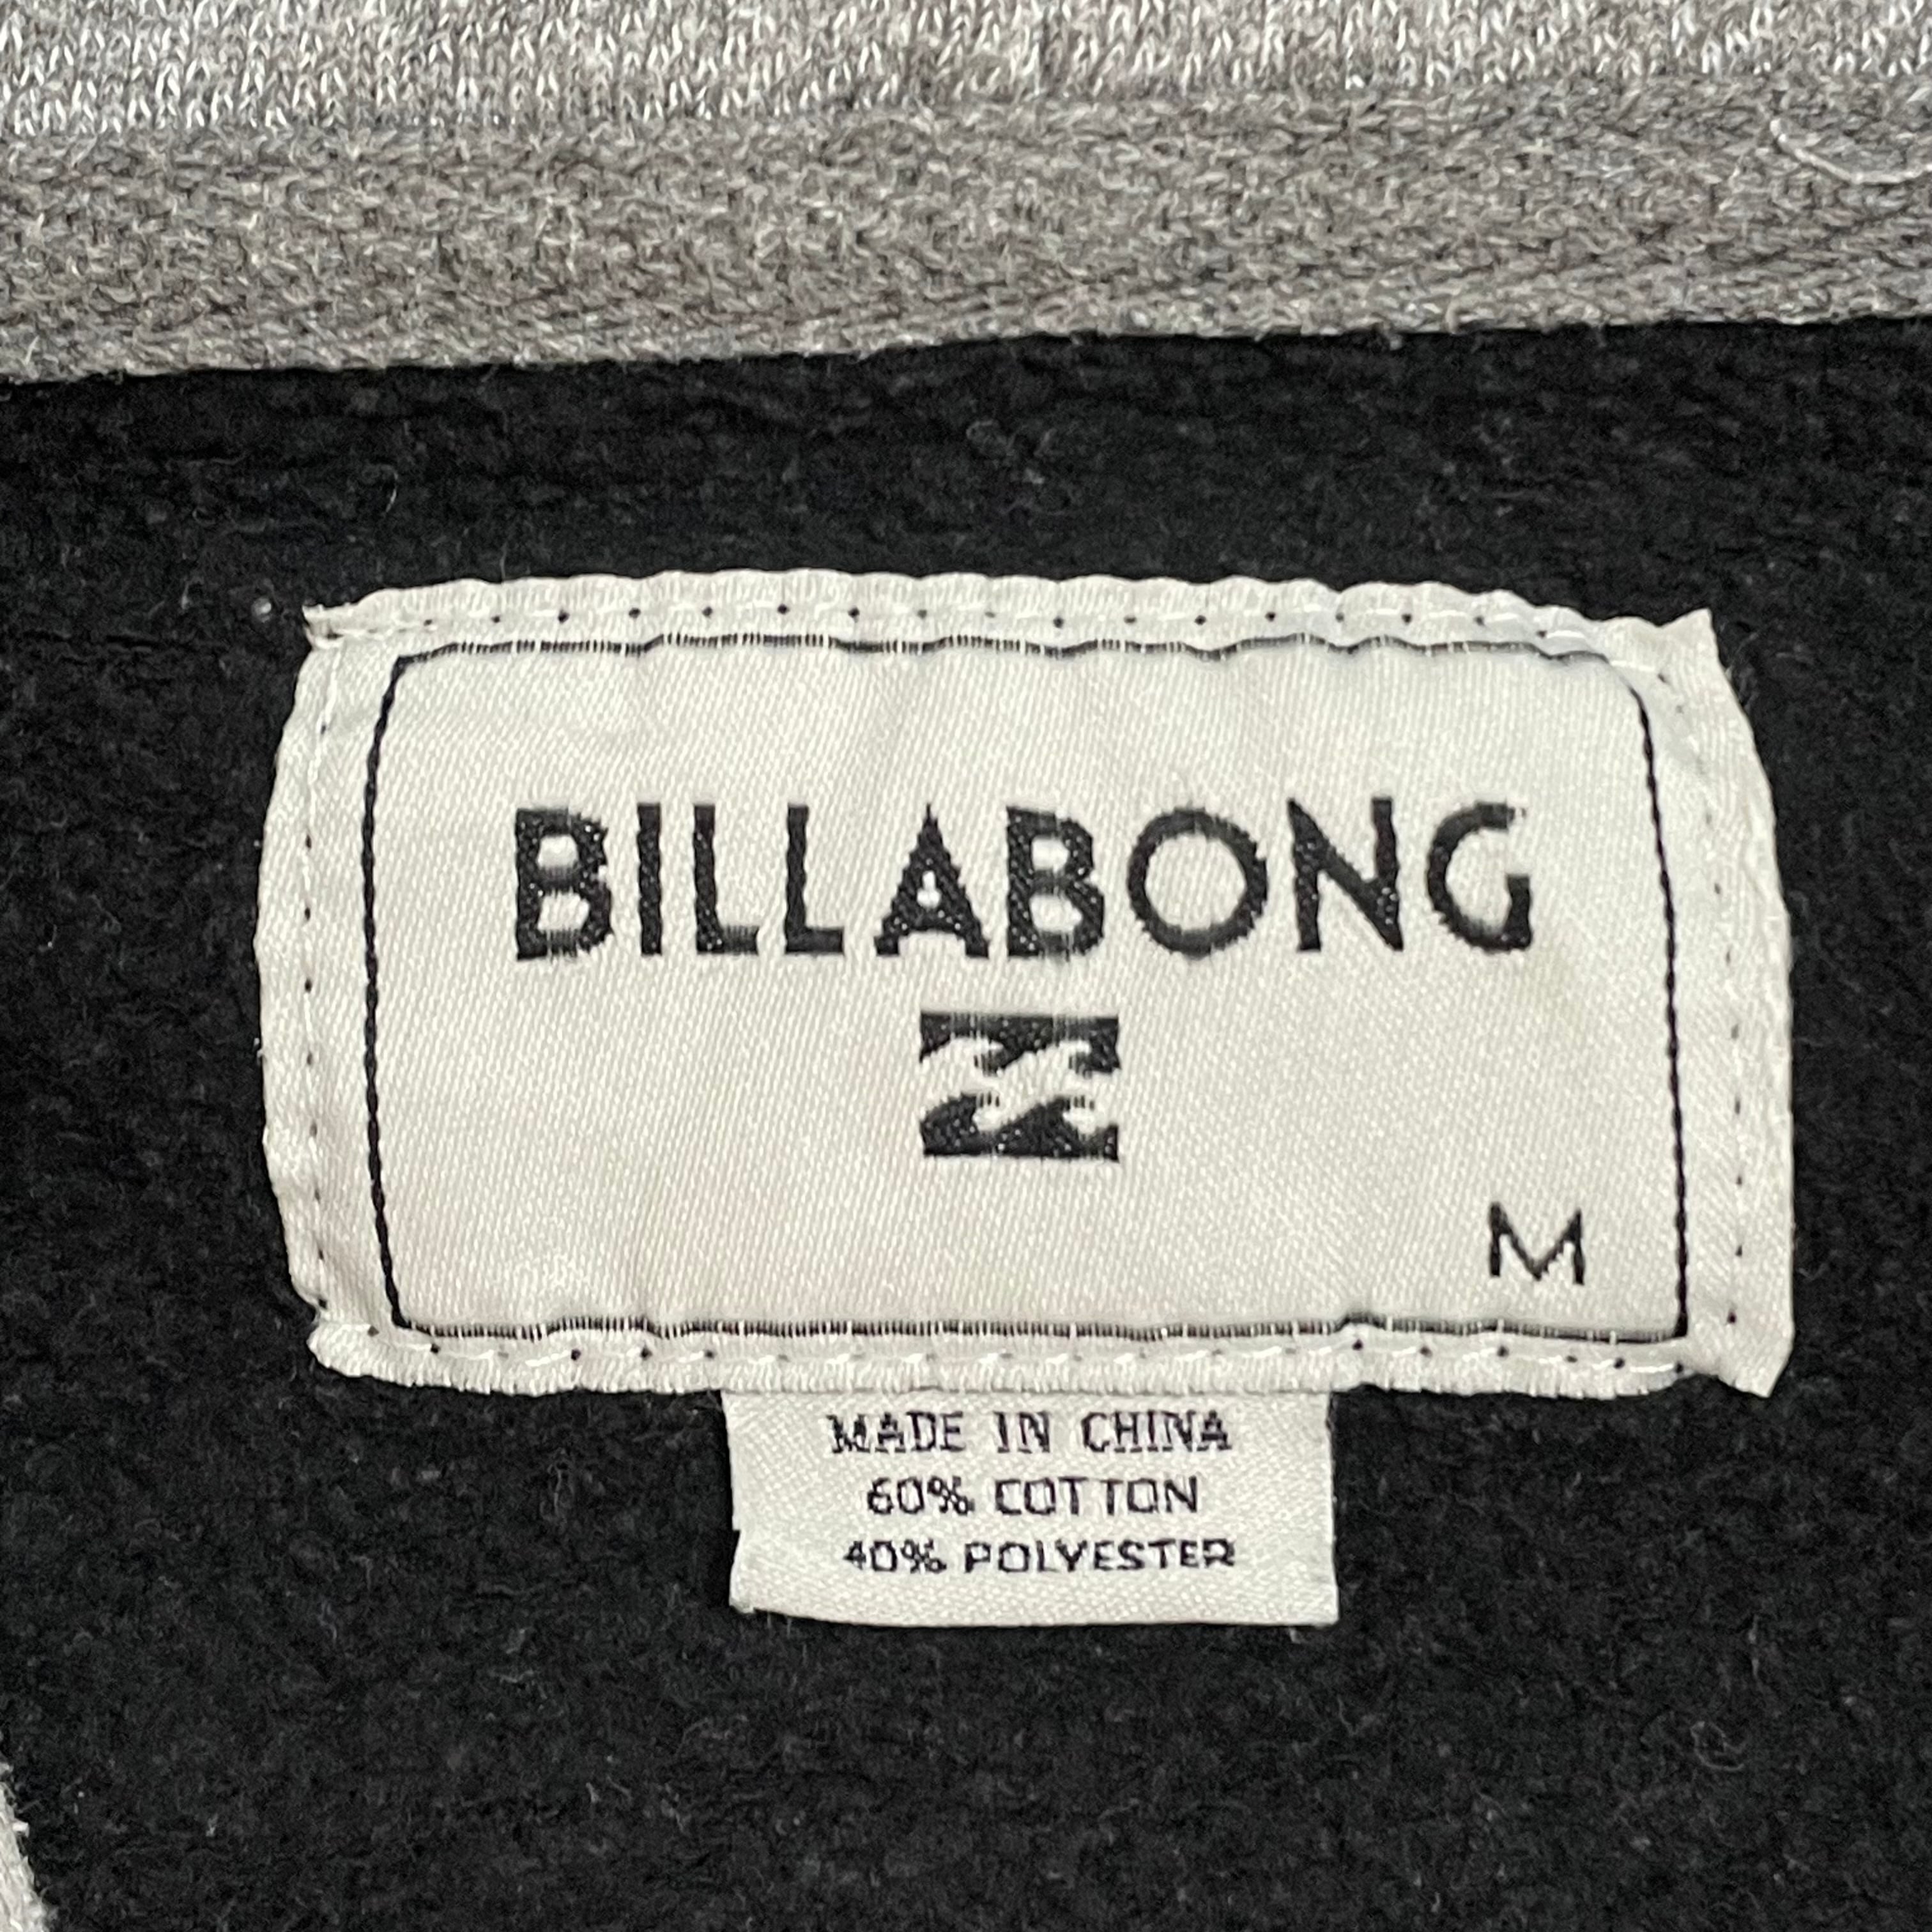 BILLABONG
M
MADE IN CHINA
60% COTTON
40% POLYESTER